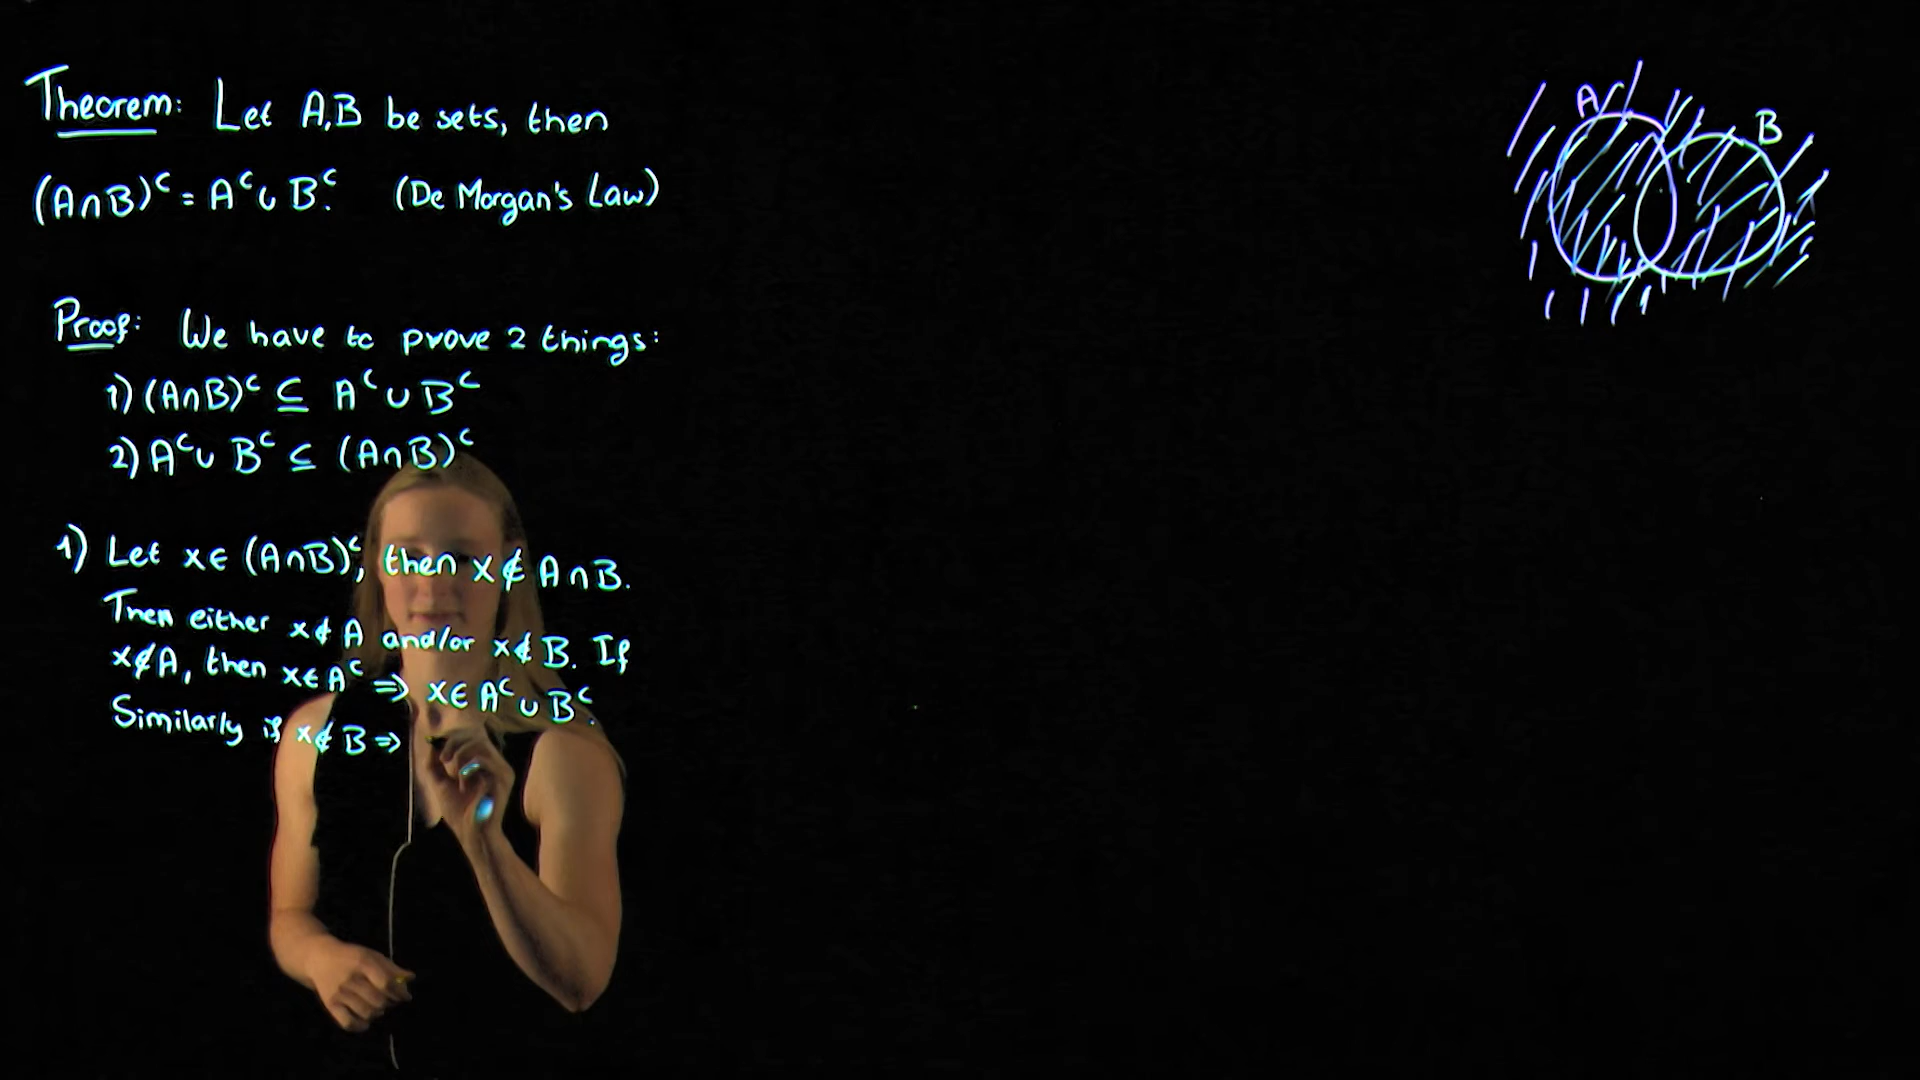 Theorem: Let A,B be sets, then
(A∩B)ᶜ = Aᶜ ∪ Bᶜ. (De Morgan's Law)
Proof: We have to prove 2 things:
1) (A∩B)ᶜ ⊆ Aᶜ ∪ Bᶜ
2) Aᶜ ∪ Bᶜ ⊆ (A∩B)ᶜ
1) Let x∈ (A∩B)ᶜ, then x∉ A∩B.
Then either x∉A and/or x∉B. If
x∉A, then x∈Aᶜ ⇒ x∈Aᶜ ∪ Bᶜ.
Similarly if x∉B ⇒
A
B